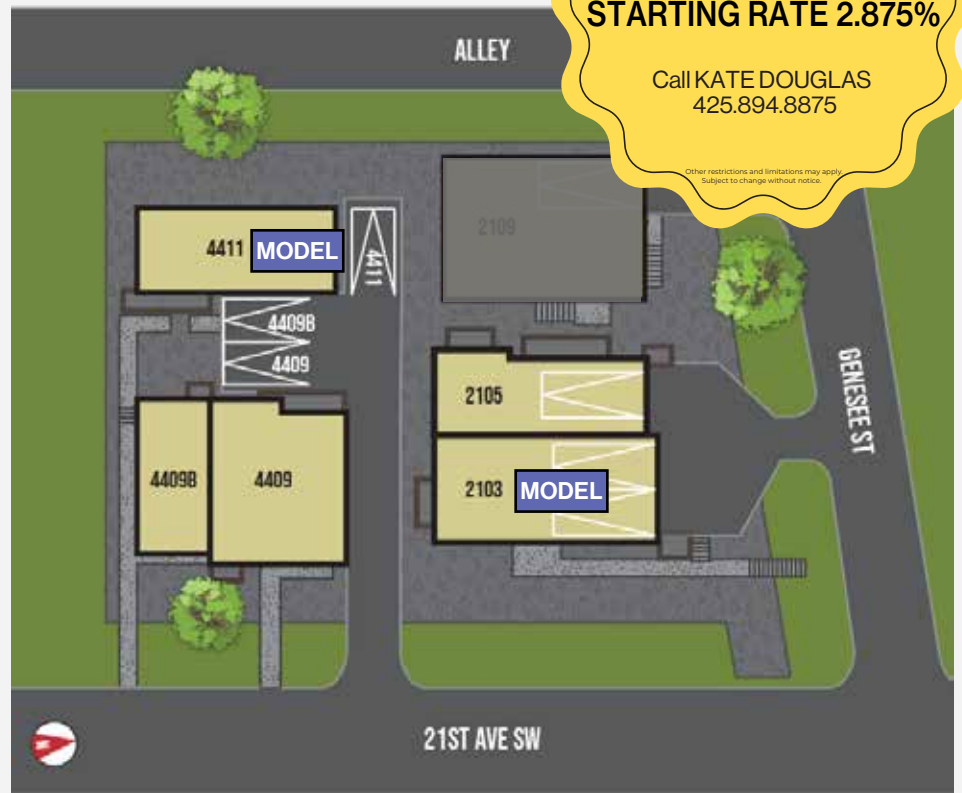 STARTING RATE 2.875%
ALLEY
Call KATE DOUGLAS
425.894.8875
Other restrictions and limitations may apply.
Subject to change without notice.
2109
4411 MODEL
4411
4409B
4409
GENESEE ST
2105
4409B
4409
2103 MODEL
21ST AVE SW